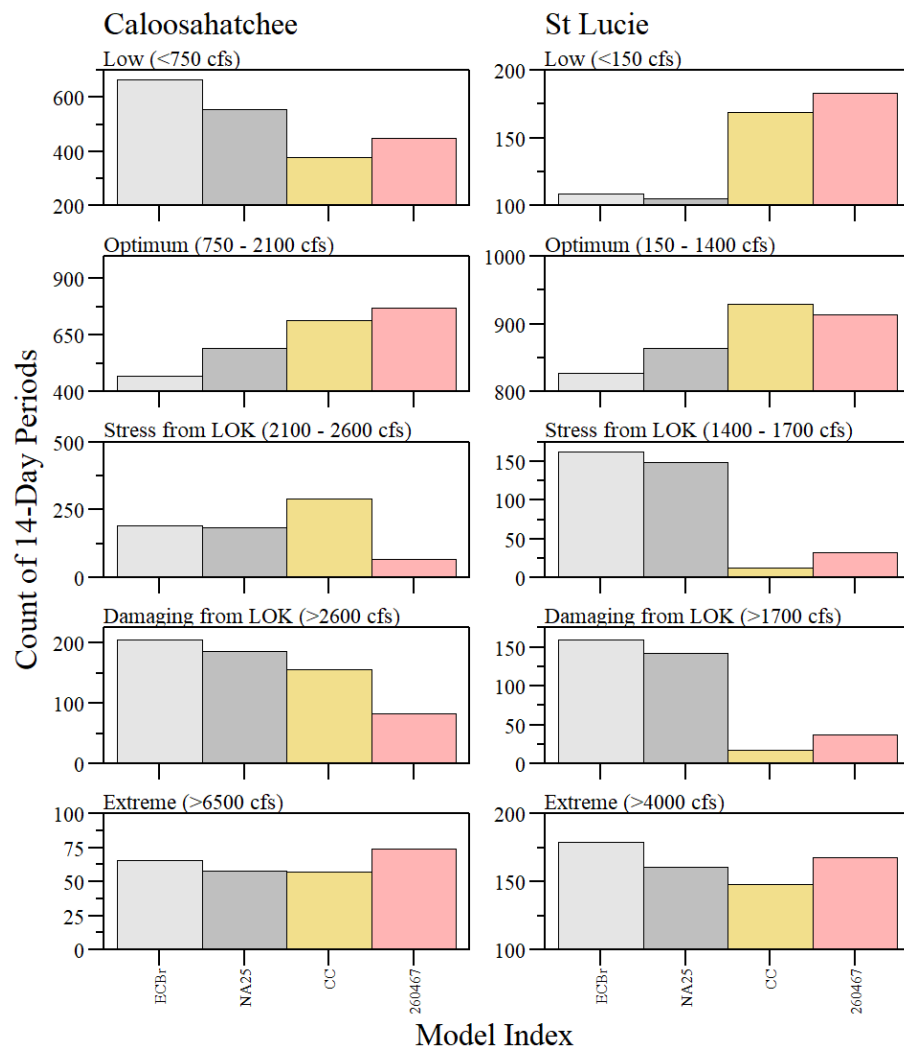 Caloosahatchee
St Lucie
Low (<750 cfs)
600
400
200
Low (<150 cfs)
200
150
100
Optimum (750 - 2100 cfs)
900
650
400
Optimum (150 - 1400 cfs)
1000
900
800
Stress from LOK (2100 - 2600 cfs)
500
250
0
Stress from LOK (1400 - 1700 cfs)
150
100
50
0
Damaging from LOK (>2600 cfs)
200
100
0
Damaging from LOK (>1700 cfs)
150
100
50
0
Extreme (>6500 cfs)
100
75
50
25
0
Extreme (>4000 cfs)
200
150
100
ECBr
NA25
CC
260467
ECBr
NA25
CC
260467
Count of 14-Day Periods
Model Index